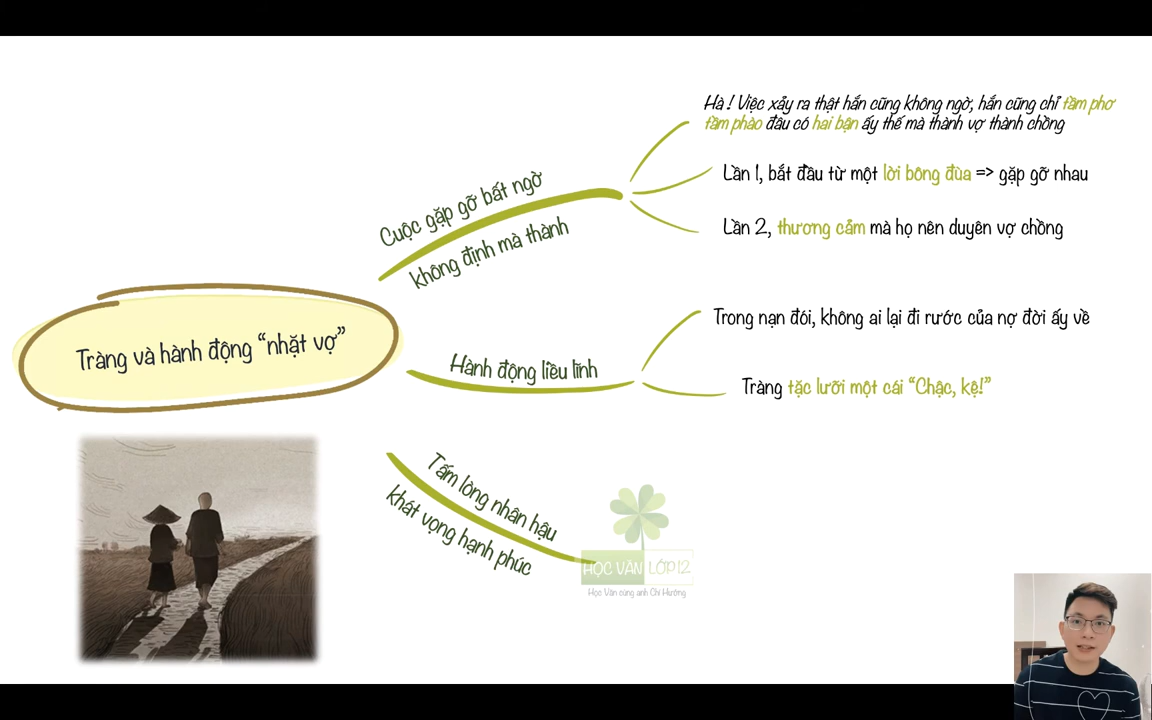 Hà ! Việc xảy ra thật hắn cũng không ngờ, hắn cũng chỉ tầm phơ
tầm phào đâu có hai bận ấy thế mà thành vợ thành chồng
Cuộc gặp gỡ bất ngờ
không định mà thành
Lần 1, bắt đầu từ một lời bông đùa => gặp gỡ nhau
Lần 2, thương cảm mà họ nên duyên vợ chồng
Tràng và hành động “nhặt vợ”
Hành động liều lĩnh
Trong nạn đói, không ai lại đi rước của nợ đời ấy về
Tràng tặc lưỡi một cái “Chậc, kệ!”
Tấm lòng nhân hậu
khát vọng hạnh phúc
HỌC VĂN LỚP 12
Học Văn cùng anh Chí Hướng